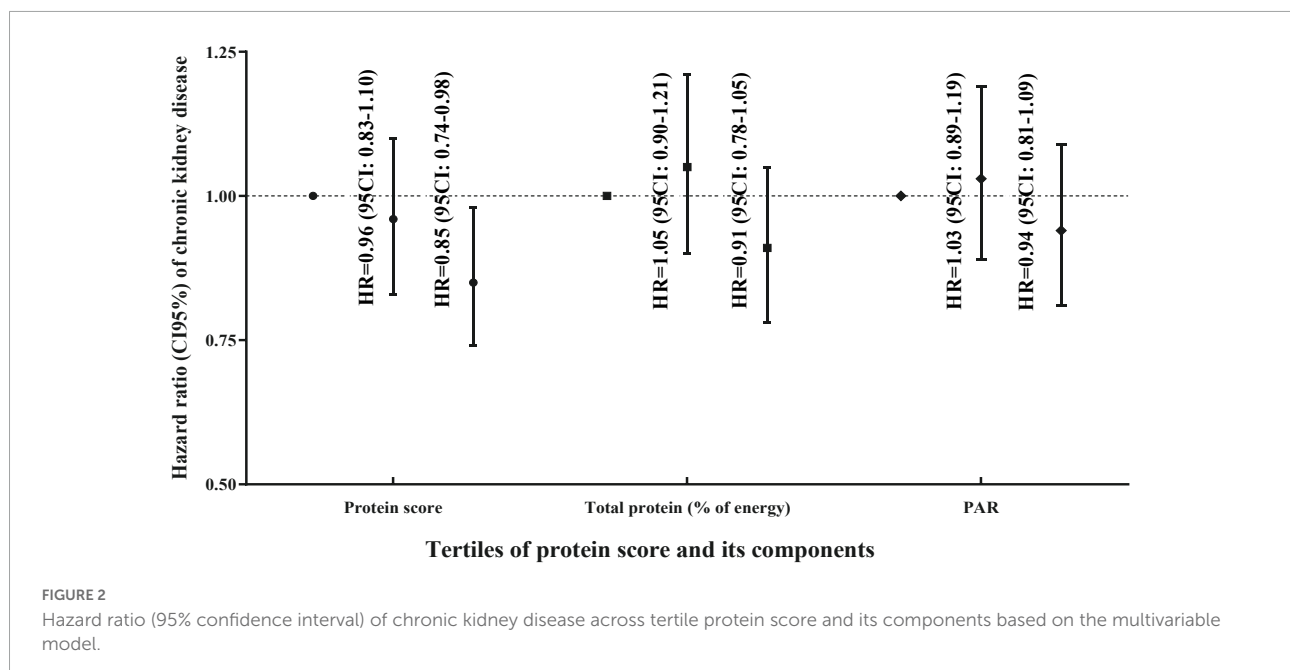 Hazard ratio (CI95%) of chronic kidney disease
1.25
1.00
0.75
0.50
HR=0.96 (95CI: 0.83-1.10)
HR=0.85 (95CI: 0.74-0.98)
HR=1.05 (95CI: 0.90-1.21)
HR=0.91 (95CI: 0.78-1.05)
HR=1.03 (95CI: 0.89-1.19)
HR=0.94 (95CI: 0.81-1.09)
Protein score
Total protein (% of energy)
PAR
Tertiles of protein score and its components
FIGURE 2
Hazard ratio (95% confidence interval) of chronic kidney disease across tertile protein score and its components based on the multivariable
model.